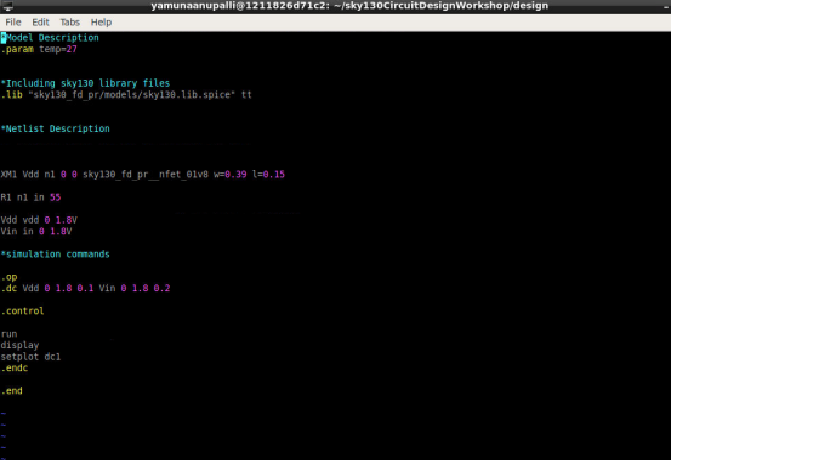 yamunaanupalli@1211826d71c2: ~/sky130CircuitDesignWorkshop/design
File Edit Tabs Help
*Model Description
.param temp=27
*Including sky130 library files
.lib "sky130_fd_pr/models/sky130.lib.spice" tt
*Netlist Description
XM1 Vdd n1 0 0 sky130_fd_pr__nfet_01v8 w=0.39 l=0.15
R1 n1 in 55
Vdd vdd 0 1.8V
Vin in 0 1.8V
*simulation commands
.op
.dc Vdd 0 1.8 0.1 Vin 0 1.8 0.2
.control
run
display
setplot dc1
.endc
.end
~
~
~
~
~